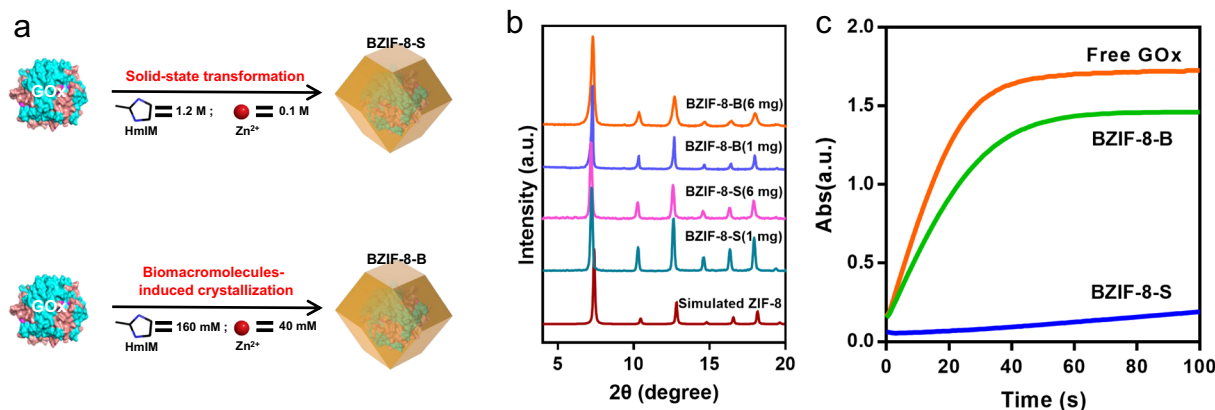 a
GOx
Solid-state transformation
HmIM = 1.2 M ; Zn²⁺ = 0.1 M
BZIF-8-S
GOx
Biomacromolecules-
induced crystallization
HmIM = 160 mM ; Zn²⁺ = 40 mM
BZIF-8-B
b
Intensity (a.u.)
BZIF-8-B(6 mg)
BZIF-8-B(1 mg)
BZIF-8-S(6 mg)
BZIF-8-S(1 mg)
Simulated ZIF-8
5 10 15 20
2θ (degree)
c
Abs(a.u.)
2.0
1.5
1.0
0.5
0.0
Free GOx
BZIF-8-B
BZIF-8-S
0 20 40 60 80 100
Time (s)